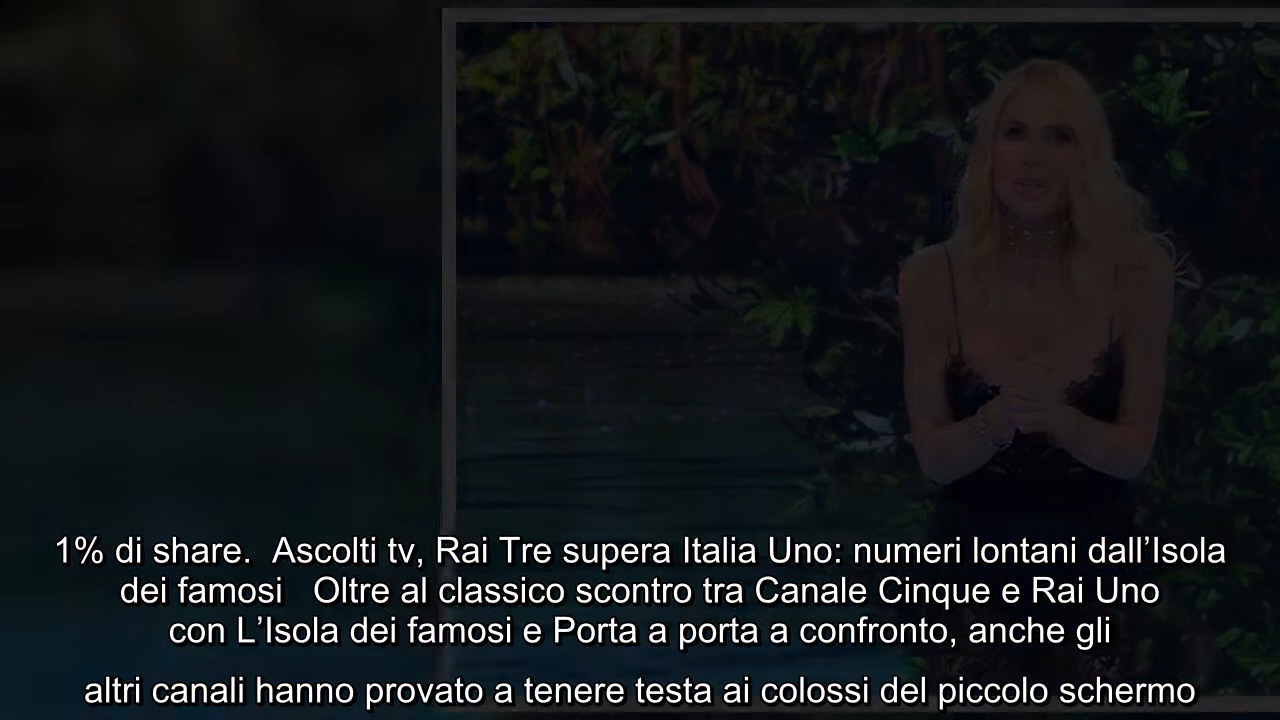 1% di share.  Ascolti tv, Rai Tre supera Italia Uno: numeri lontani dall’Isola
dei famosi   Oltre al classico scontro tra Canale Cinque e Rai Uno
con L’Isola dei famosi e Porta a porta a confronto, anche gli
altri canali hanno provato a tenere testa ai colossi del piccolo schermo